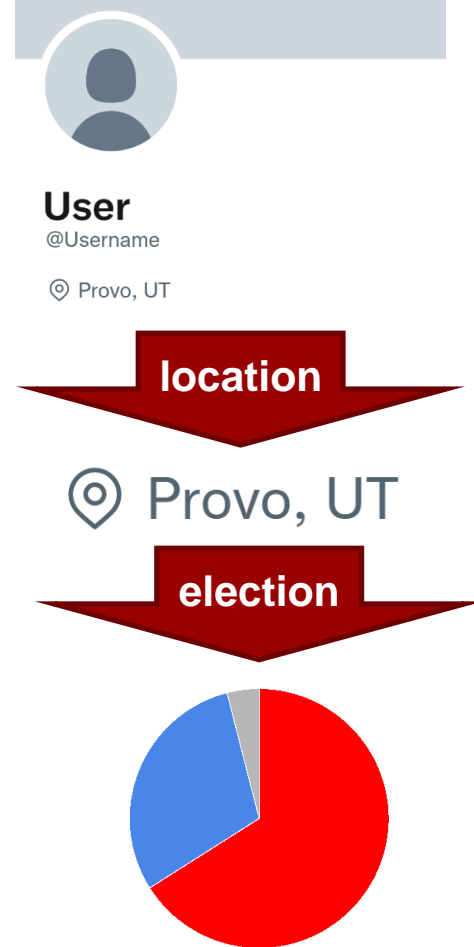 User
@Username
Provo, UT
location
Provo, UT
election